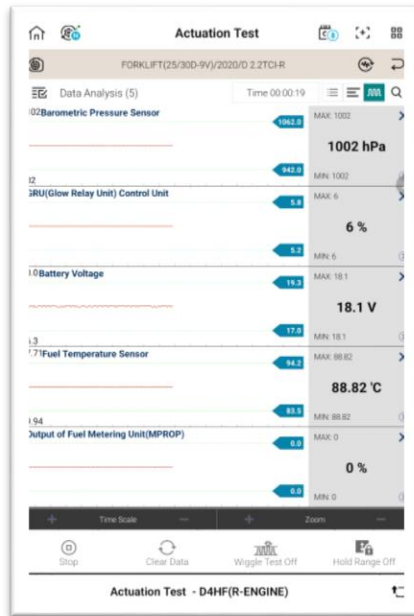 Actuation Test
FORKLIFT(25/30D-9V)/2020/D 2.2TCI-R
Data Analysis (5)
Time 00:00:19
02Barometric Pressure Sensor
1062.0
942.0
MAX: 1002
1002 hPa
MIN: 1002
GRU(Glow Relay Unit) Control Unit
5.8
5.2
MAX: 6
6 %
MIN: 6
Battery Voltage
19.3
17.0
MAX: 18.1
18.1 V
MIN: 18.1
Fuel Temperature Sensor
94.2
83.5
MAX: 88.82
88.82 'C
MIN: 88.82
Output of Fuel Metering Unit(MPROP)
0.0
0.0
MAX: 0
0 %
MIN: 0
Time Scale
Zoom
Stop
Clear Data
Wiggle Test Off
Hold Range Off
Actuation Test - D4HF(R-ENGINE)